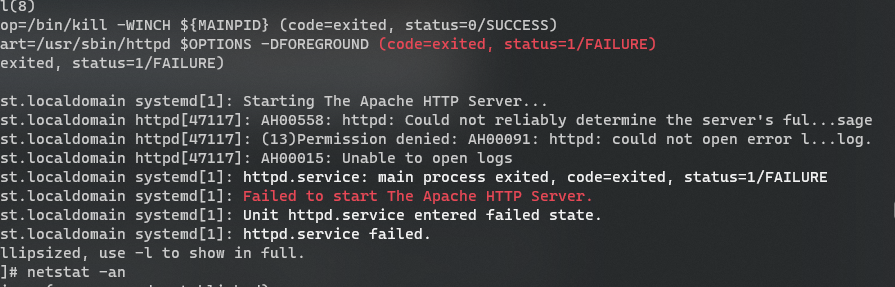 l(8)
op=/bin/kill -WINCH ${MAINPID} (code=exited, status=0/SUCCESS)
art=/usr/sbin/httpd $OPTIONS -DFOREGROUND (code=exited, status=1/FAILURE)
exited, status=1/FAILURE)
st.localdomain systemd[1]: Starting The Apache HTTP Server...
st.localdomain httpd[47117]: AH00558: httpd: Could not reliably determine the server's ful...sage
st.localdomain httpd[47117]: (13)Permission denied: AH00091: httpd: could not open error l...log.
st.localdomain httpd[47117]: AH00015: Unable to open logs
st.localdomain systemd[1]: httpd.service: main process exited, code=exited, status=1/FAILURE
st.localdomain systemd[1]: Failed to start The Apache HTTP Server.
st.localdomain systemd[1]: Unit httpd.service entered failed state.
st.localdomain systemd[1]: httpd.service failed.
llipsized, use -l to show in full.
]# netstat -an